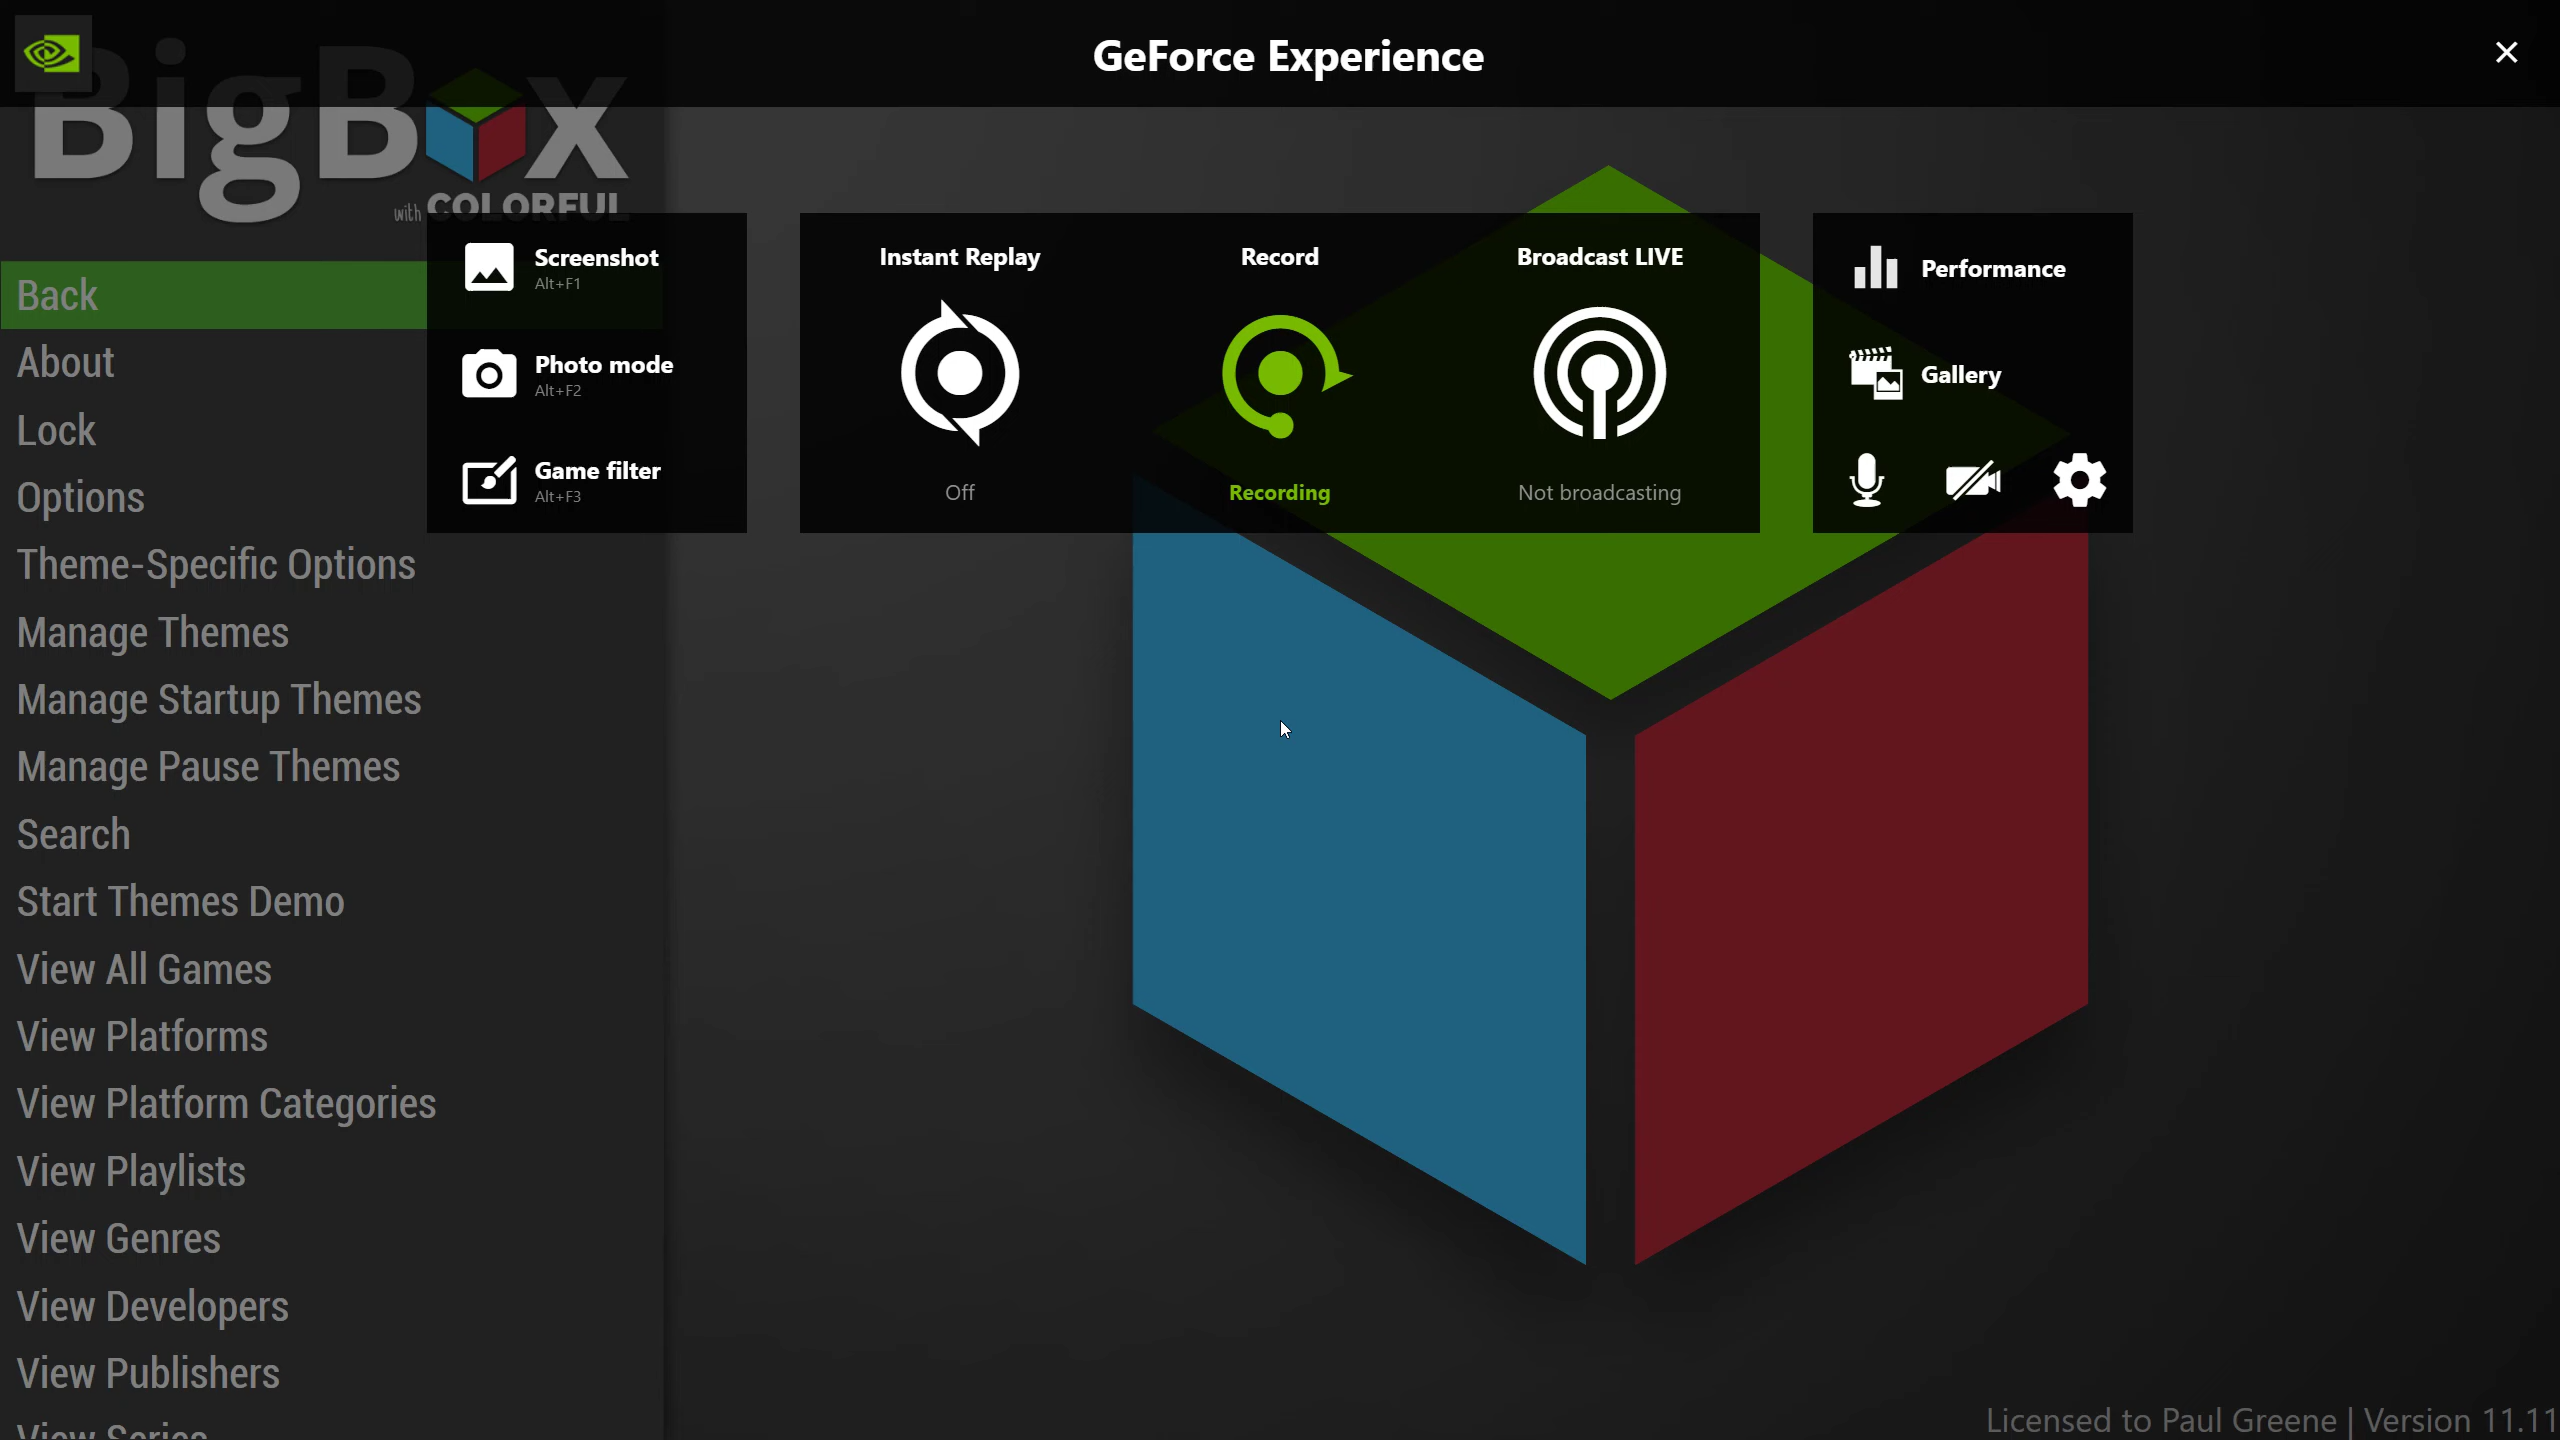 GeForce Experience
BigBox
with COLORFUL
Back
About
Lock
Options
Theme-Specific Options
Manage Themes
Manage Startup Themes
Manage Pause Themes
Search
Start Themes Demo
View All Games
View Platforms
View Platform Categories
View Playlists
View Genres
View Developers
View Publishers
View Series
Screenshot
Alt+F1
Photo mode
Alt+F2
Game filter
Alt+F3
Instant Replay
Off
Record
Recording
Broadcast LIVE
Not broadcasting
Performance
Gallery
Licensed to Paul Greene | Version 11.11